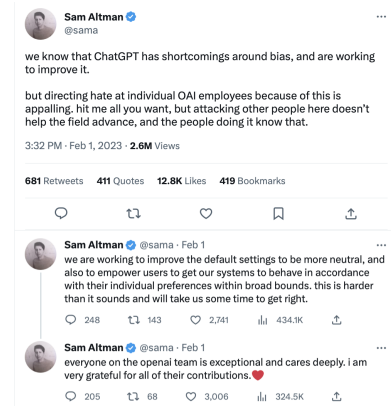 Sam Altman
@sama
we know that ChatGPT has shortcomings around bias, and are working
to improve it.
but directing hate at individual OAI employees because of this is
appalling. hit me all you want, but attacking other people here doesn't
help the field advance, and the people doing it know that.
3:32 PM · Feb 1, 2023 · 2.6M Views
681 Retweets 411 Quotes 12.8K Likes 419 Bookmarks
Sam Altman @sama · Feb 1
we are working to improve the default settings to be more neutral, and
also to empower users to get our systems to behave in accordance
with their individual preferences within broad bounds. this is harder
than it sounds and will take us some time to get right.
248 143 2,741 434.1K
Sam Altman @sama · Feb 1
everyone on the openai team is exceptional and cares deeply. i am
very grateful for all of their contributions.❤️
205 68 3,006 324.5K